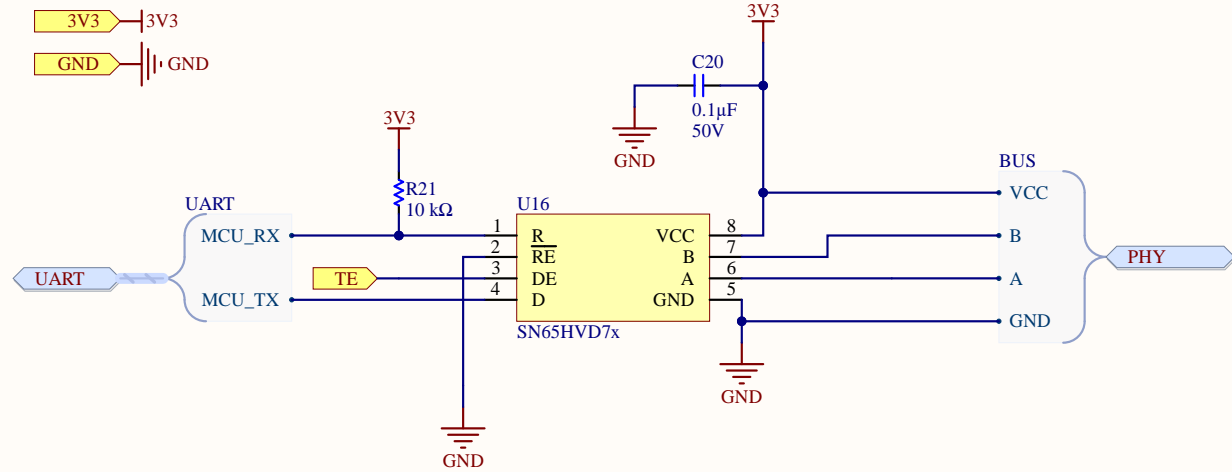 3V3 3V3
GND GND
3V3
C20
0.1µF
50V
GND
3V3
R21
10 kΩ
UART
MCU_RX
MCU_TX
UART
TE
U16
1 R VCC 8
2 RE B 7
3 DE A 6
4 D GND 5
SN65HVD7x
GND
GND
BUS
VCC
B
A
GND
PHY